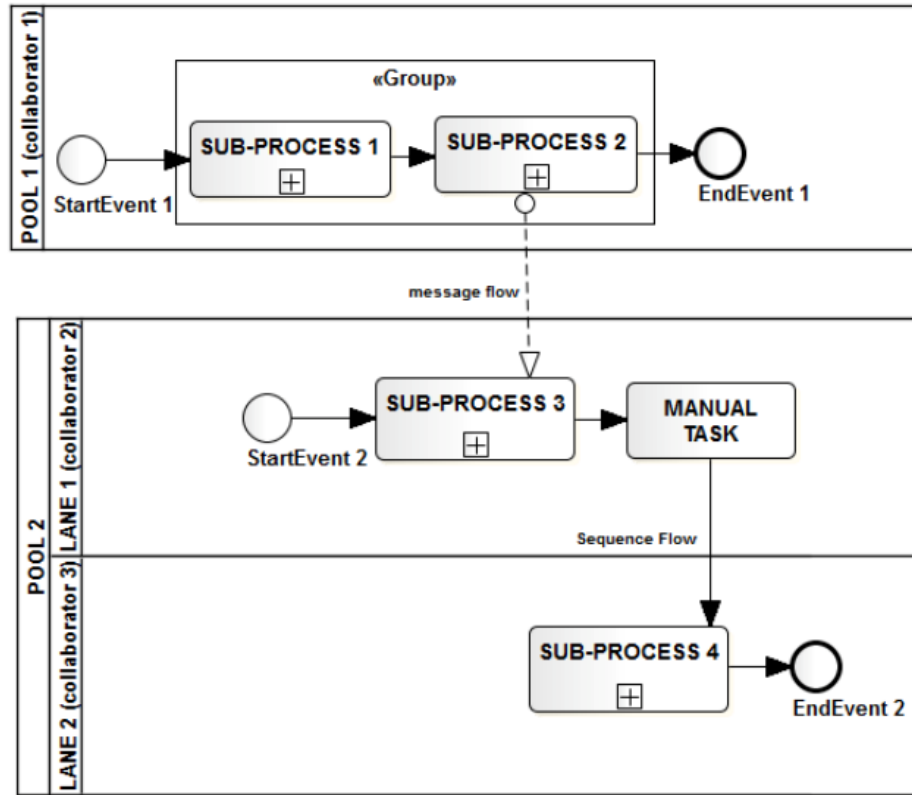 POOL 1 (collaborator 1)
«Group»
StartEvent 1
SUB-PROCESS 1
SUB-PROCESS 2
EndEvent 1
message flow
POOL 2
LANE 1 (collaborator 2)
StartEvent 2
SUB-PROCESS 3
MANUAL
TASK
Sequence Flow
LANE 2 (collaborator 3)
SUB-PROCESS 4
EndEvent 2